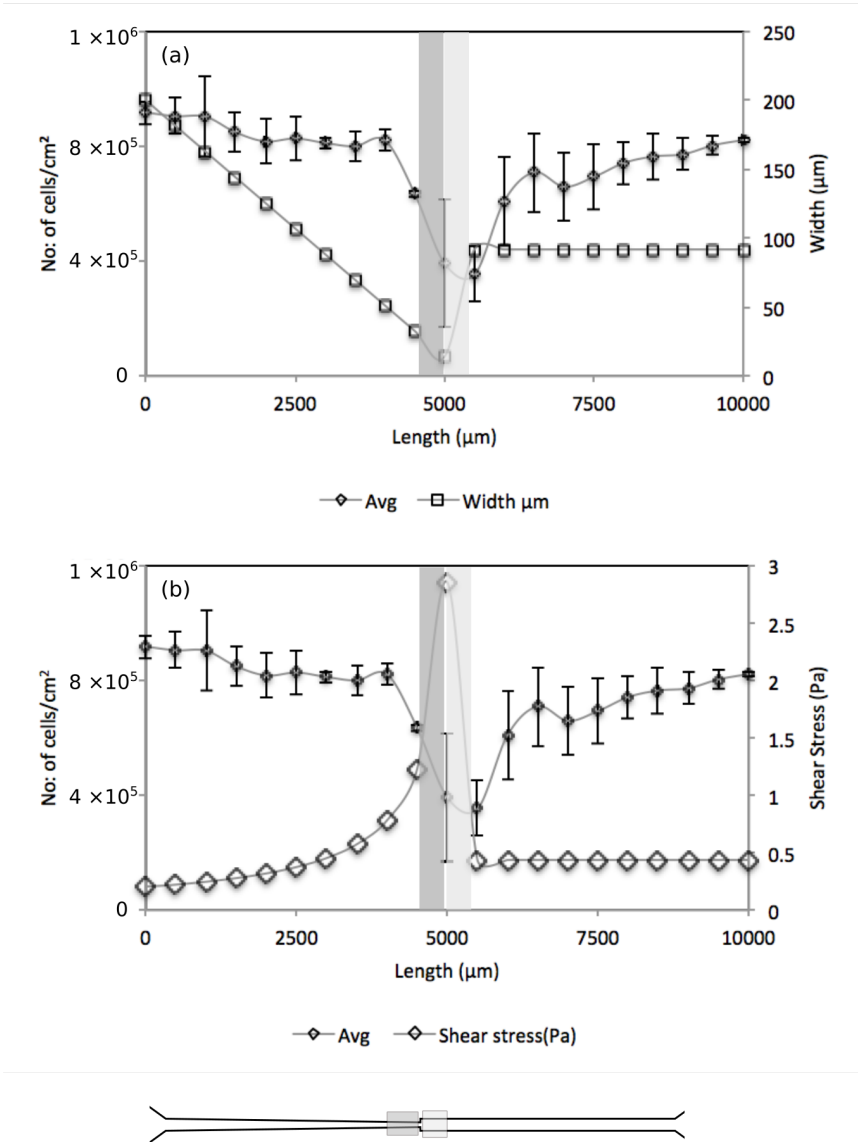 1 ×10⁶ 250
(a)
200
8 ×10⁵
150
No: of cells/cm²
Width (μm)
100
4 ×10⁵
50
0 0
0 2500 5000 7500 10000
Length (μm)
Avg Width μm
1 ×10⁶ 3
(b)
2.5
8 ×10⁵ 2
No: of cells/cm²
1.5
Shear Stress (Pa)
4 ×10⁵ 1
0.5
0 0
0 2500 5000 7500 10000
Length (μm)
Avg Shear stress(Pa)